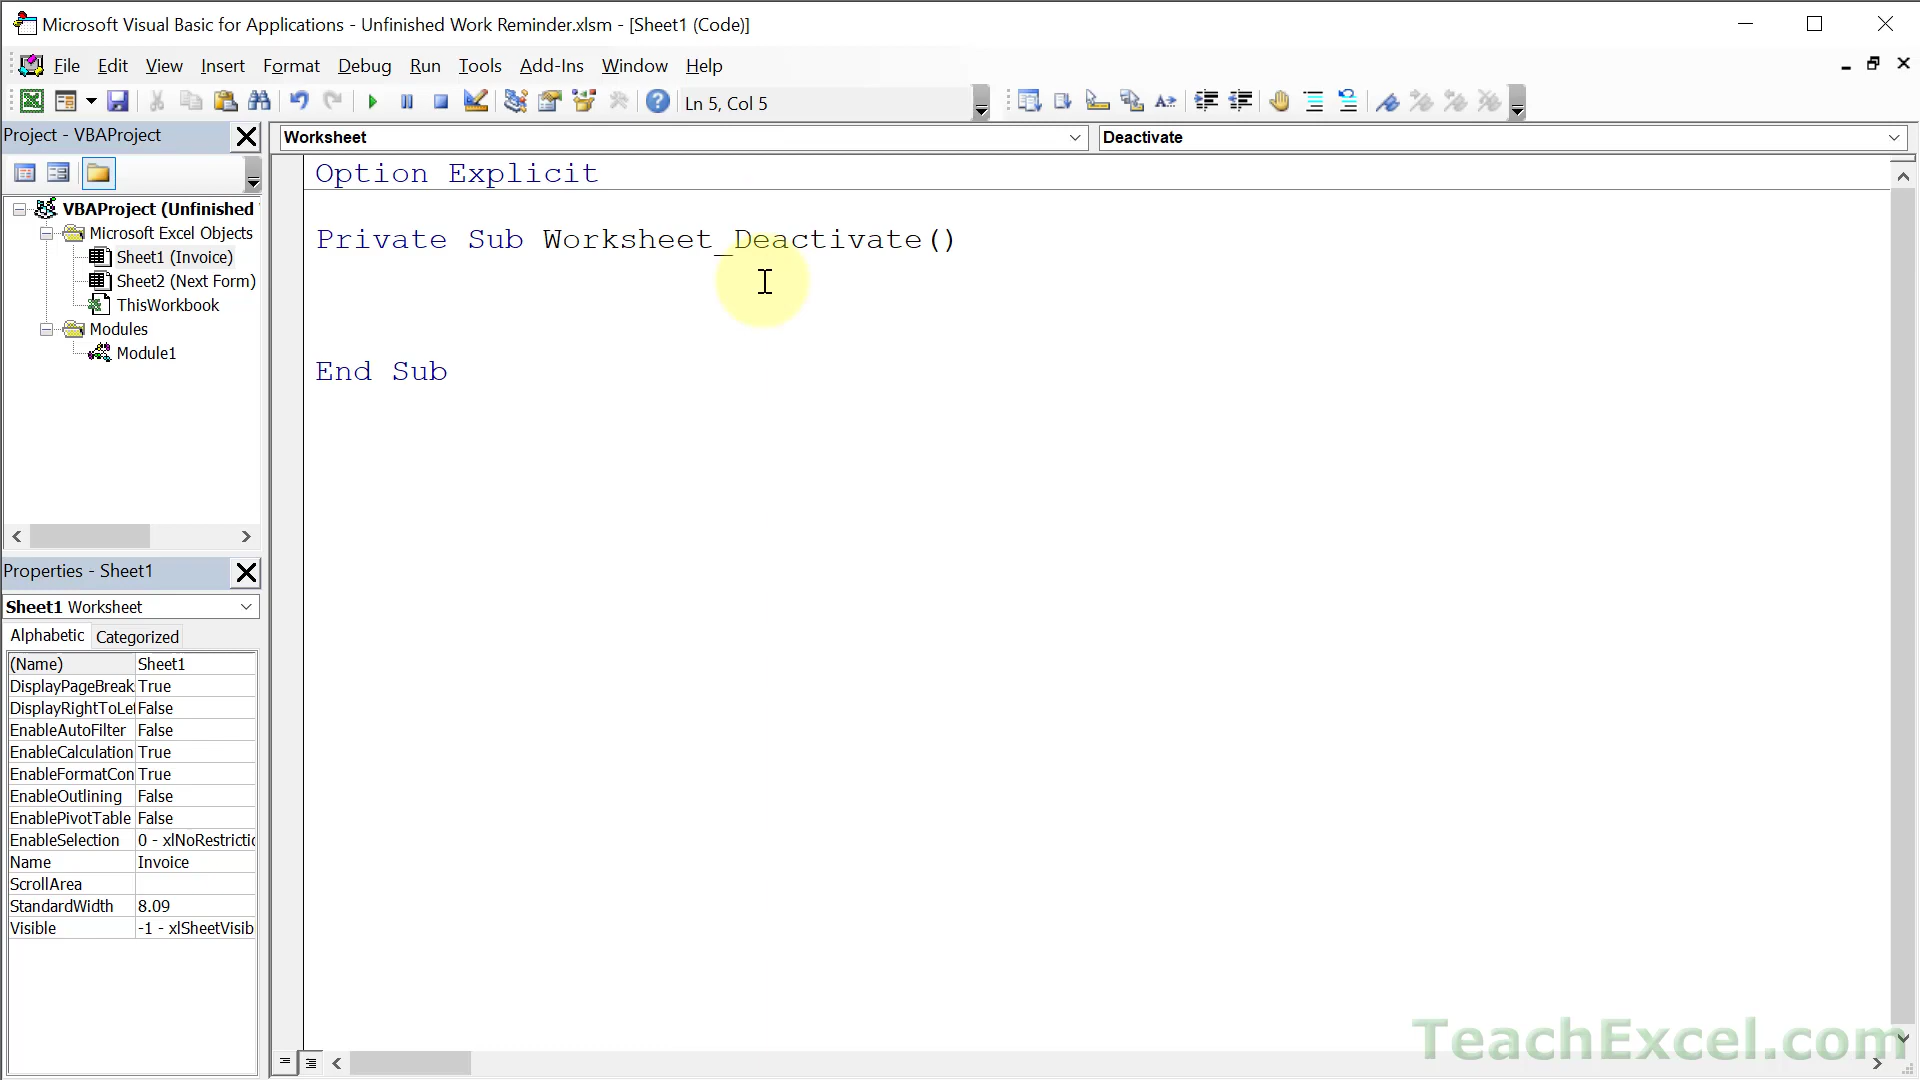 Microsoft Visual Basic for Applications - Unfinished Work Reminder.xlsm - [Sheet1 (Code)]
File Edit View Insert Format Debug Run Tools Add-Ins Window Help
Ln 5, Col 5
Project - VBAProject
Worksheet
Deactivate
VBAProject (Unfinished
Microsoft Excel Objects
Sheet1 (Invoice)
Sheet2 (Next Form)
ThisWorkbook
Modules
Module1
Option Explicit
Private Sub Worksheet_Deactivate()
End Sub
Properties - Sheet1
Sheet1 Worksheet
Alphabetic Categorized
(Name) Sheet1
DisplayPageBreak True
DisplayRightToLef False
EnableAutoFilter False
EnableCalculation True
EnableFormatCon True
EnableOutlining False
EnablePivotTable False
EnableSelection 0 - xlNoRestrictio
Name Invoice
ScrollArea
StandardWidth 8.09
Visible -1 - xlSheetVisib
TeachExcel.com